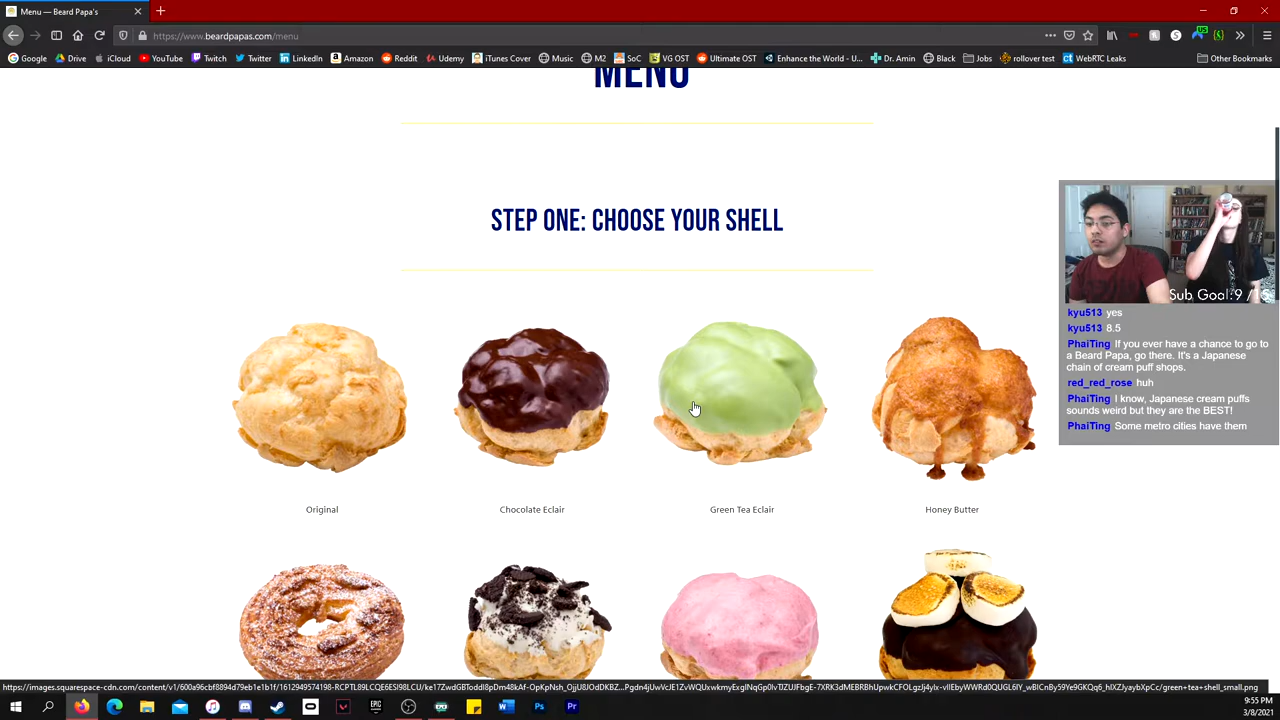 Menu — Beard Papa's
https://www.beardpapas.com/menu
Google Drive iCloud YouTube Twitch Twitter LinkedIn Amazon Reddit Udemy iTunes Cover Music M2 SoC VG OST Ultimate OST Enhance the World - U... Dr. Amin Black Jobs rollover test WebRTC Leaks Other Bookmarks
MENU
STEP ONE: CHOOSE YOUR SHELL
Sub Goal:9 /15
kyu513 yes
kyu513 8.5
PhaiTing If you ever have a chance to go to
a Beard Papa, go there. It's a Japanese
chain of cream puff shops.
red_red_rose huh
PhaiTing I know, Japanese cream puffs
sounds weird but they are the BEST!
PhaiTing Some metro cities have them
Original Chocolate Eclair Green Tea Eclair Honey Butter
9:55 PM
3/8/2021